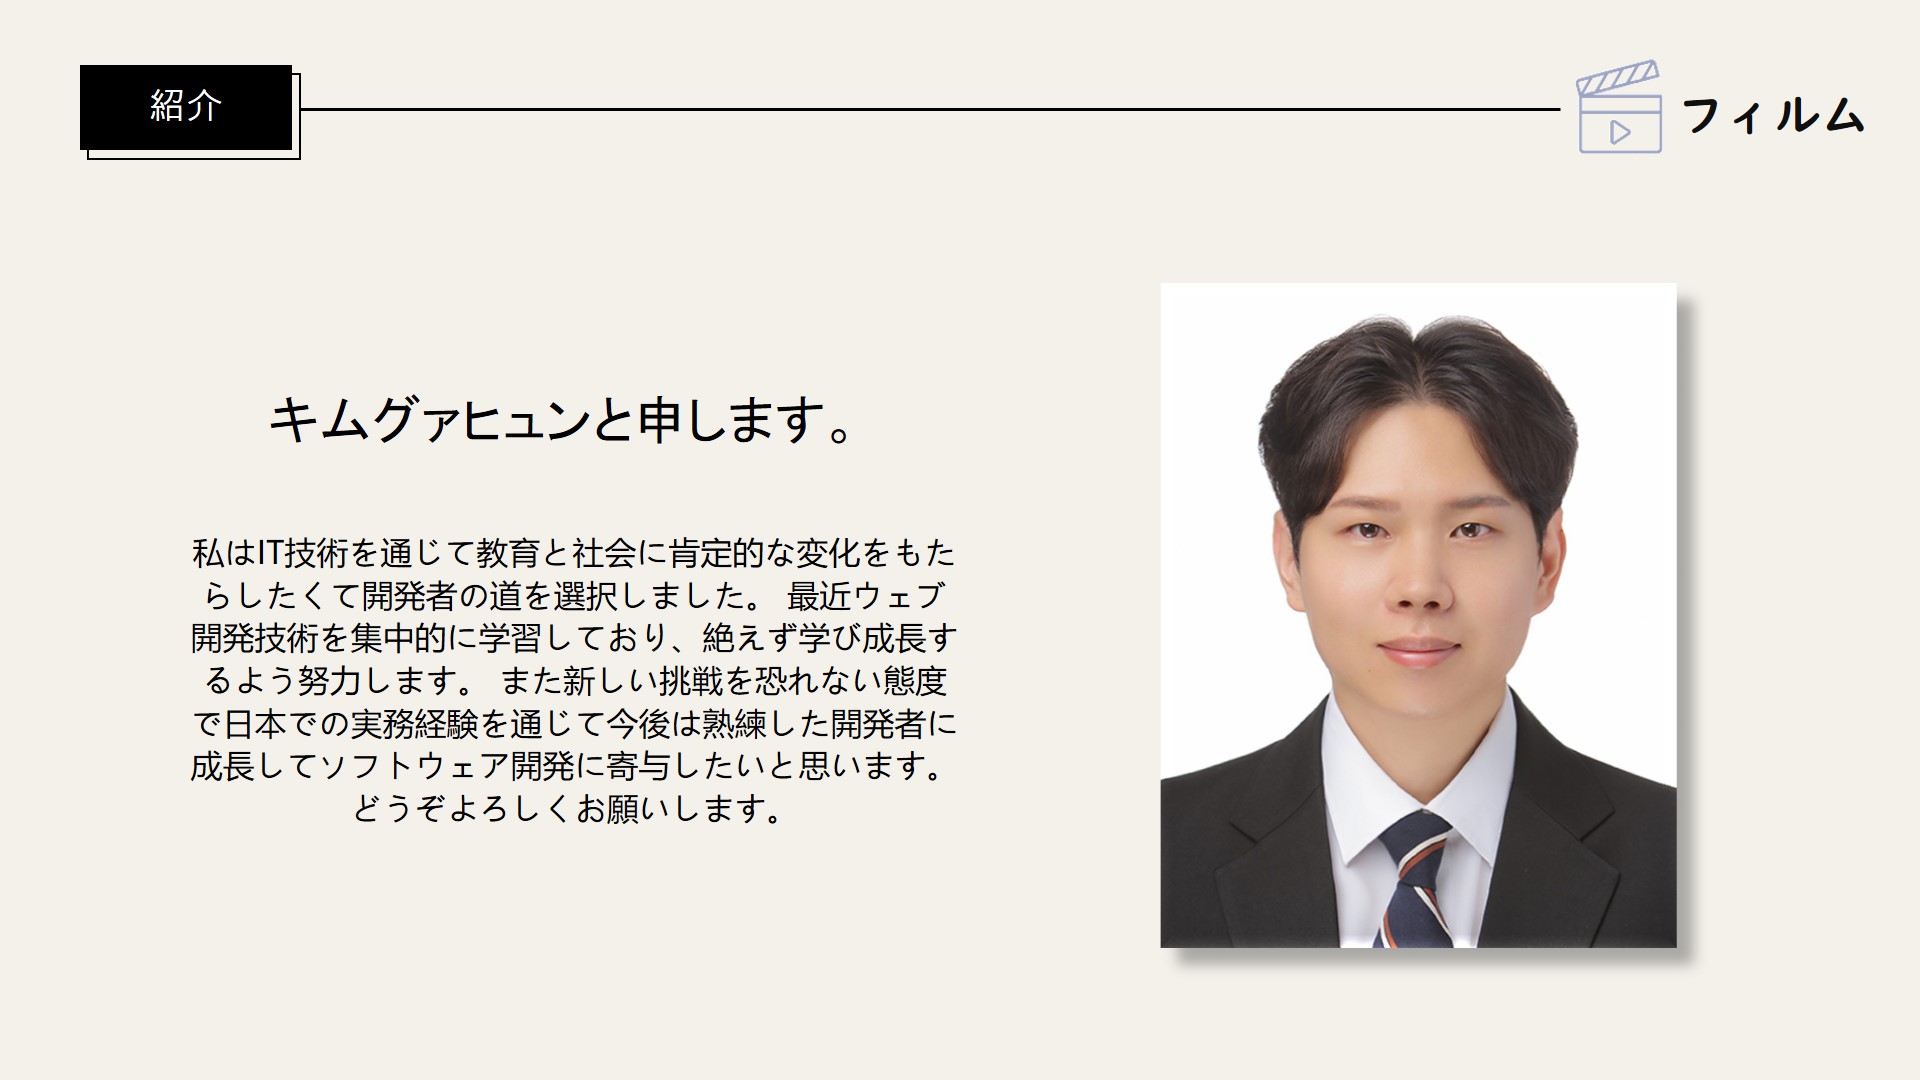 紹介
フィルム
キムグァヒュンと申します。
私はIT技術を通じて教育と社会に肯定的な変化をもた
らしたくて開発者の道を選択しました。 最近ウェブ
開発技術を集中的に学習しており、絶えず学び成長す
るよう努力します。 また新しい挑戦を恐れない態度
で日本での実務経験を通じて今後は熟練した開発者に
成長してソフトウェア開発に寄与したいと思います。
どうぞよろしくお願いします。